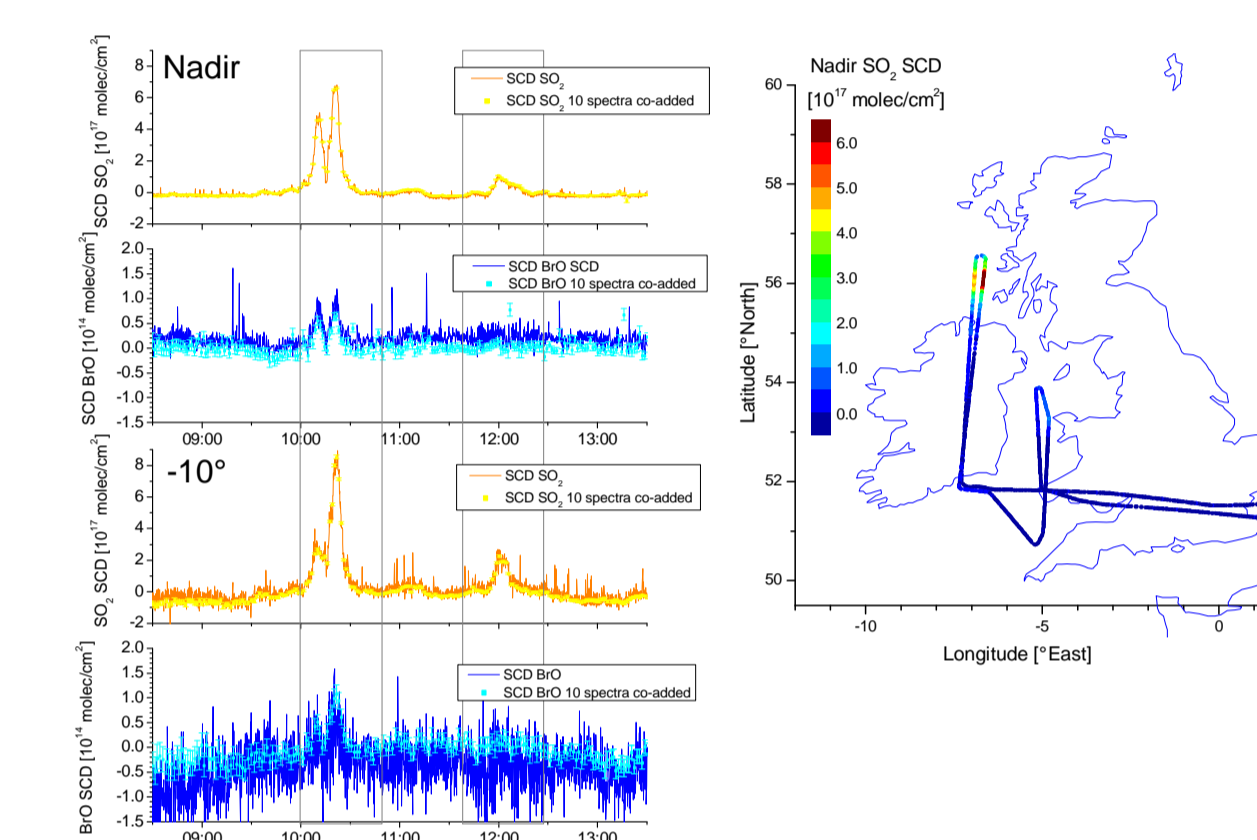 Nadir
SCD SO2 [10^17 molec/cm^2]
8
6
4
2
0
-2
SCD SO2
SCD SO2 10 spectra co-added
SCD BrO [10^14 molec/cm^2]
2.0
1.5
1.0
0.5
0.0
-0.5
-1.0
-1.5
SCD BrO SCD
SCD BrO 10 spectra co-added
09:00 10:00 11:00 12:00 13:00
-10°
SO2 SCD [10^17 molec/cm^2]
8
6
4
2
0
-2
SCD SO2
SCD SO2 10 spectra co-added
BrO SCD [10^14 molec/cm^2]
2.0
1.5
1.0
0.5
0.0
-0.5
-1.0
-1.5
SCD BrO
SCD BrO 10 spectra co-added
09:00 10:00 11:00 12:00 13:00
Nadir SO2 SCD
[10^17 molec/cm^2]
6.0
5.0
4.0
3.0
2.0
1.0
0.0
Latitude [°North]
60
58
56
54
52
50
-10 -5 0
Longitude [°East]